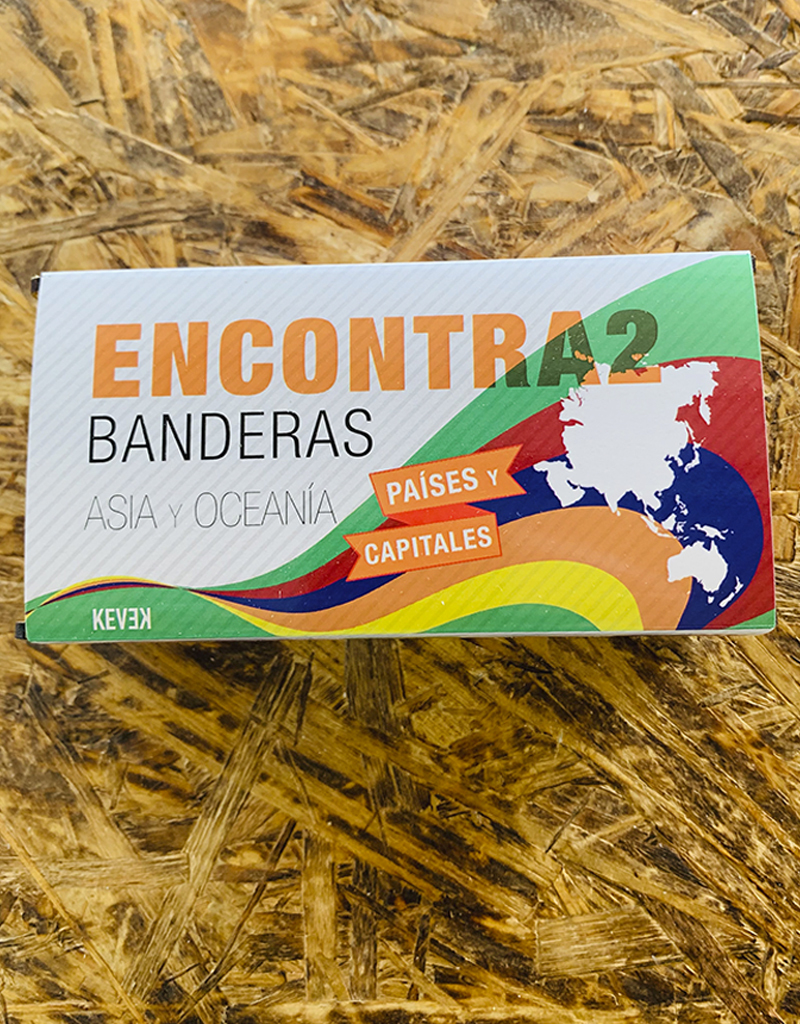 ENCONTRA2
BANDERAS
ASIA Y OCEANÍA
PAÍSES Y
CAPITALES
KEVEK